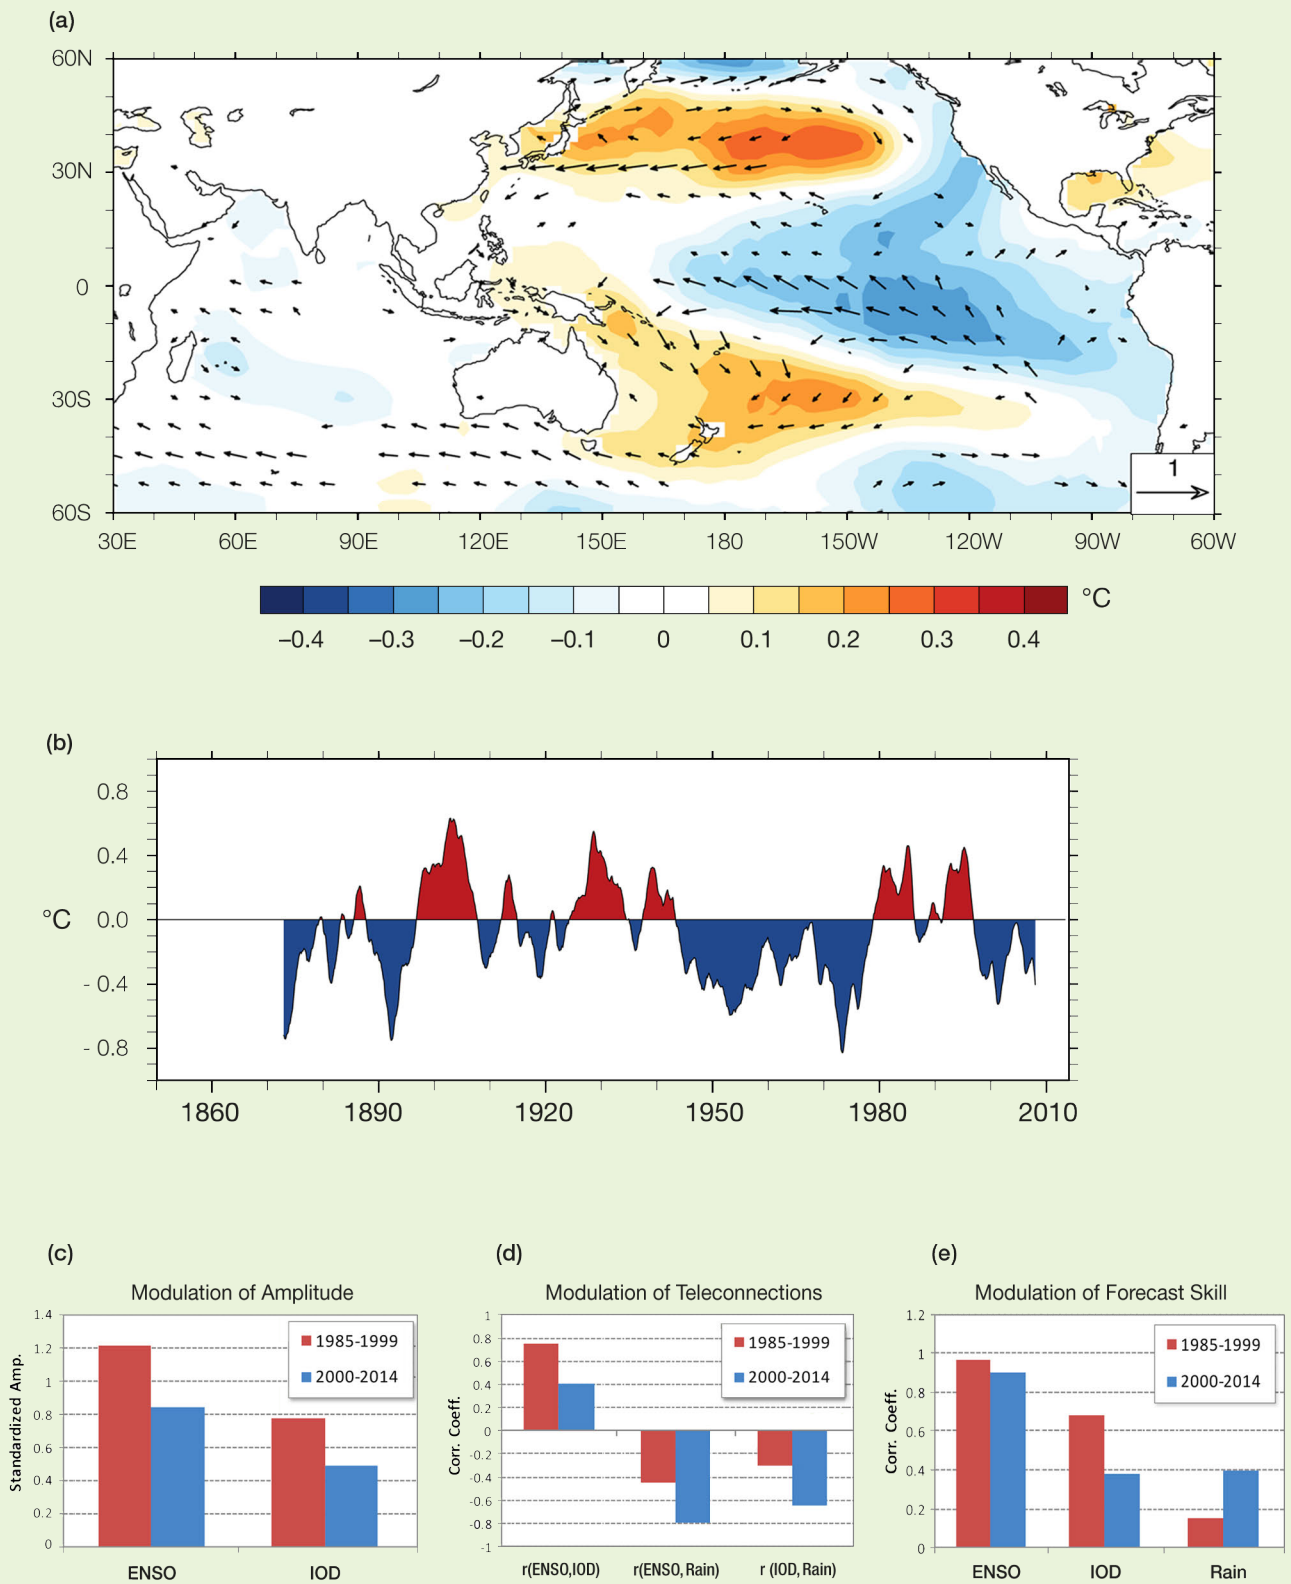 (a)
60N
30N
0
30S
60S
1
30E 60E 90E 120E 150E 180 150W 120W 90W 60W
°C
–0.4 –0.3 –0.2 –0.1 0 0.1 0.2 0.3 0.4
(b)
0.8
0.4
°C 0.0
- 0.4
- 0.8
1860 1890 1920 1950 1980 2010
(c)
Modulation of Amplitude
Standardized Amp.
1.4
1.2
1
0.8
0.6
0.4
0.2
0
1985-1999
2000-2014
ENSO IOD
(d)
Modulation of Teleconnections
Corr. Coeff.
1
0.8
0.6
0.4
0.2
0
-0.2
-0.4
-0.6
-0.8
-1
1985-1999
2000-2014
r(ENSO,IOD) r(ENSO, Rain) r (IOD, Rain)
(e)
Modulation of Forecast Skill
Corr. Coeff.
1.2
1
0.8
0.6
0.4
0.2
0
1985-1999
2000-2014
ENSO IOD Rain